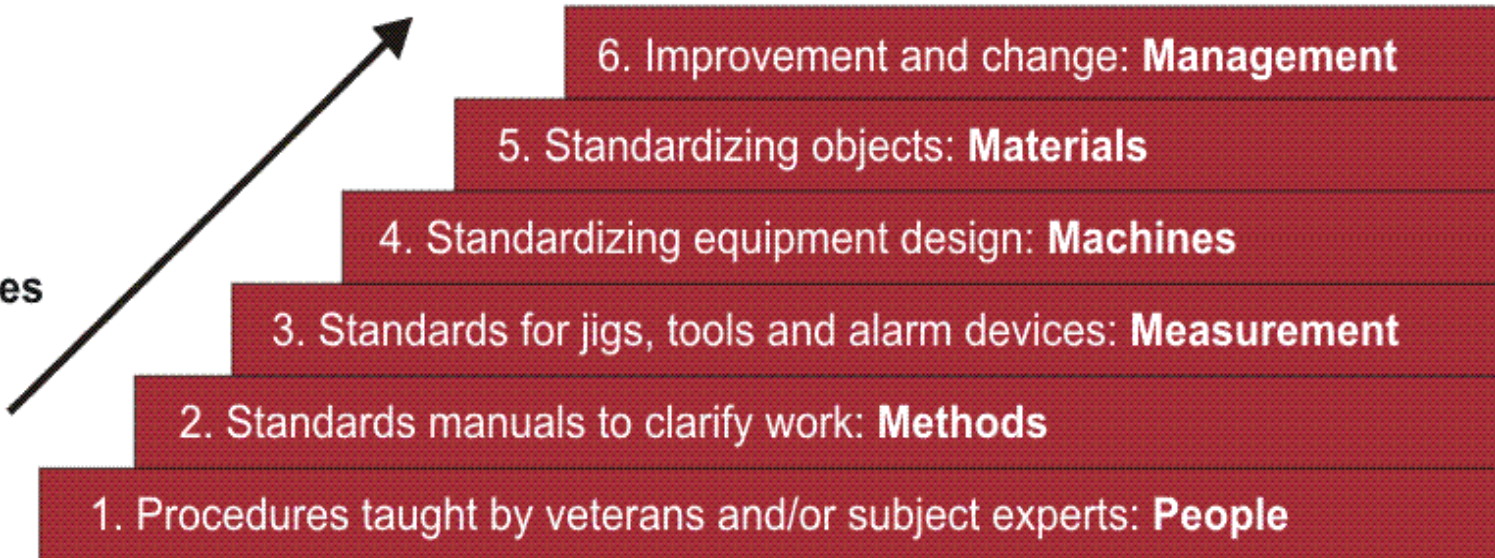 6. Improvement and change: Management
5. Standardizing objects: Materials
4. Standardizing equipment design: Machines
es
3. Standards for jigs, tools and alarm devices: Measurement
2. Standards manuals to clarify work: Methods
1. Procedures taught by veterans and/or subject experts: People